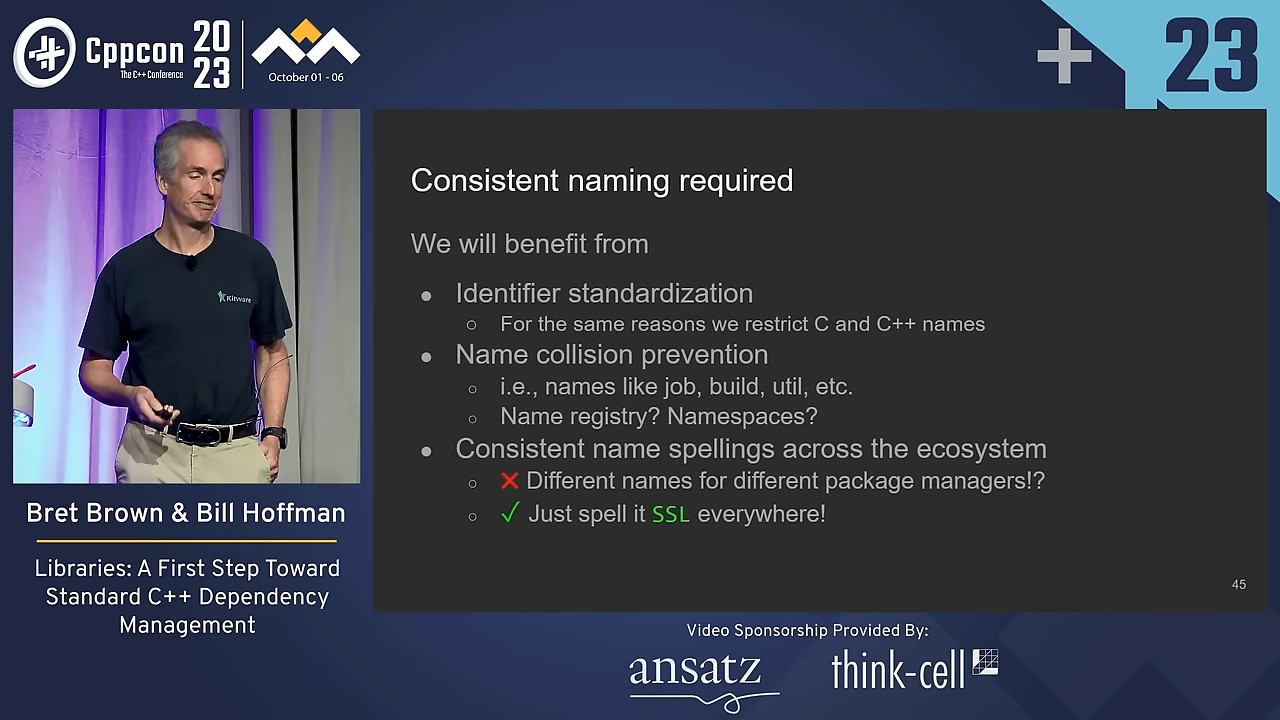 Cppcon
The C++ Conference
20
23
October 01 - 06
23
Kitware
Consistent naming required
We will benefit from
● Identifier standardization
○ For the same reasons we restrict C and C++ names
● Name collision prevention
○ i.e., names like job, build, util, etc.
○ Name registry? Namespaces?
● Consistent name spellings across the ecosystem
○ ❌ Different names for different package managers!?
○ ✓ Just spell it SSL everywhere!
45
Bret Brown & Bill Hoffman
Libraries: A First Step Toward
Standard C++ Dependency
Management
Video Sponsorship Provided By:
ansatz
think-cell